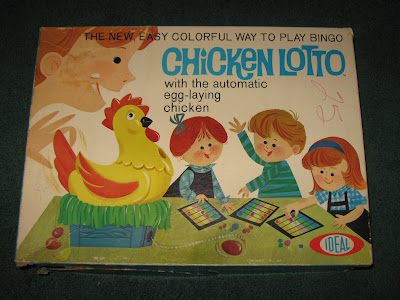 THE NEW, EASY COLORFUL WAY TO PLAY BINGO
CHICKEN LOTTO
with the automatic
egg-laying
chicken
IDEAL